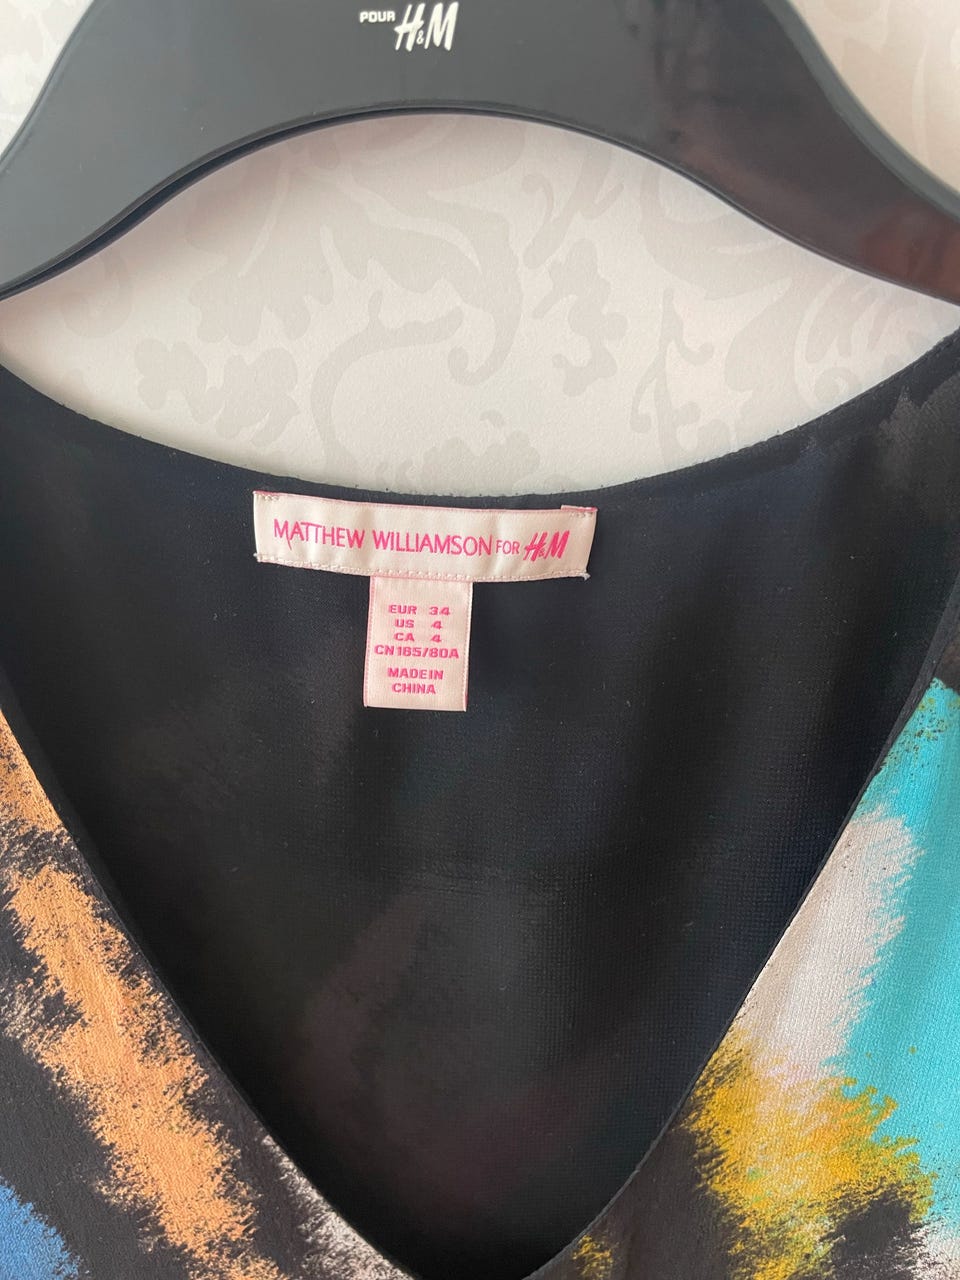 POUR H&M
MATTHEW WILLIAMSON FOR H&M
EUR 34
US 4
CA 4
CN165/80A
MADE IN
CHINA